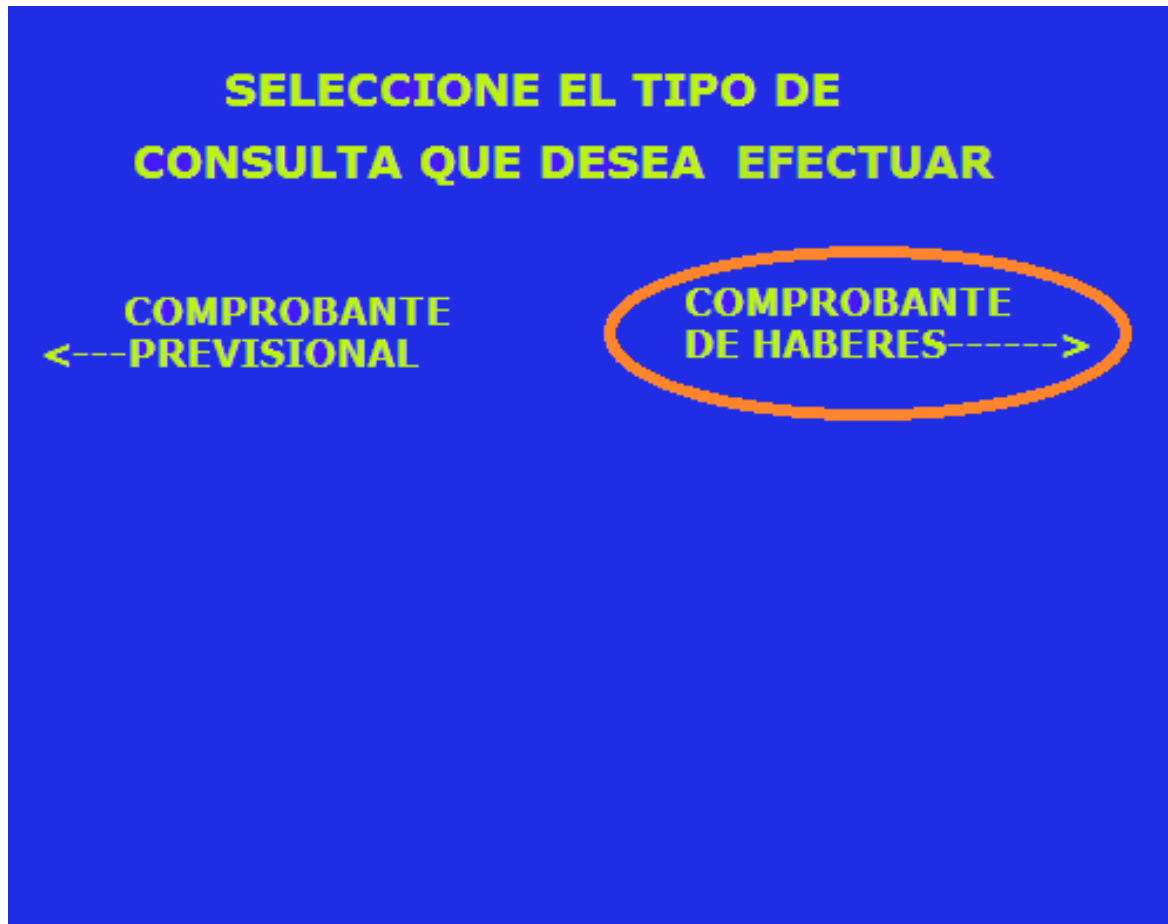 SELECCIONE EL TIPO DE
CONSULTA QUE DESEA EFECTUAR
COMPROBANTE
<---PREVISIONAL
COMPROBANTE
DE HABERES------>